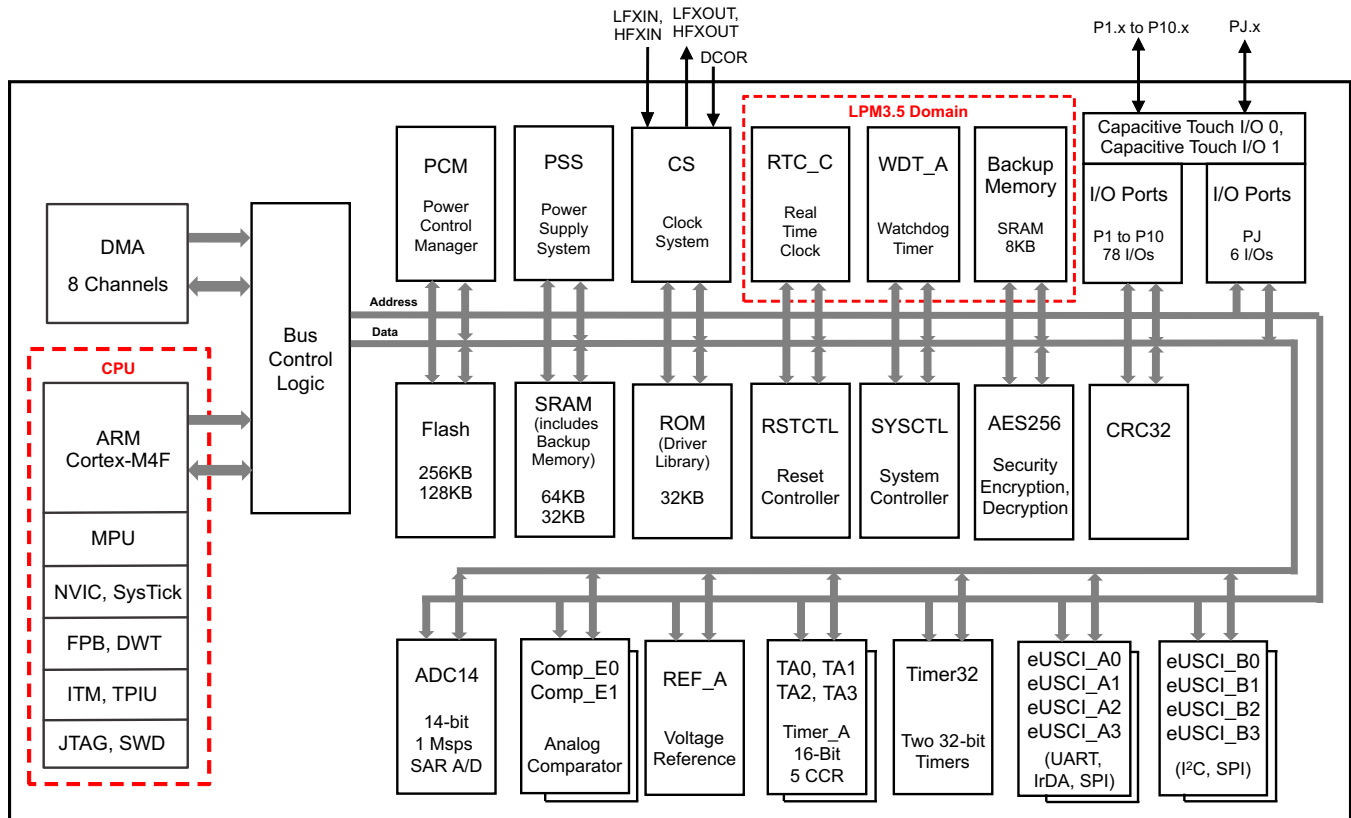 LFXIN,
HFXIN
LFXOUT,
HFXOUT
DCOR
P1.x to P10.x
PJ.x
LPM3.5 Domain
Capacitive Touch I/O 0,
Capacitive Touch I/O 1
PCM
Power
Control
Manager
PSS
Power
Supply
System
CS
Clock
System
RTC_C
Real
Time
Clock
WDT_A
Watchdog
Timer
Backup
Memory
SRAM
8KB
I/O Ports
P1 to P10
78 I/Os
I/O Ports
PJ
6 I/Os
DMA
8 Channels
Bus
Control
Logic
Address
Data
CPU
ARM
Cortex-M4F
MPU
NVIC, SysTick
FPB, DWT
ITM, TPIU
JTAG, SWD
Flash
256KB
128KB
SRAM
(includes
Backup
Memory)
64KB
32KB
ROM
(Driver
Library)
32KB
RSTCTL
Reset
Controller
SYSCTL
System
Controller
AES256
Security
Encryption,
Decryption
CRC32
ADC14
14-bit
1 Msps
SAR A/D
Comp_E0
Comp_E1
Analog
Comparator
REF_A
Voltage
Reference
TA0, TA1
TA2, TA3
Timer_A
16-Bit
5 CCR
Timer32
Two 32-bit
Timers
eUSCI_A0
eUSCI_A1
eUSCI_A2
eUSCI_A3
(UART,
IrDA, SPI)
eUSCI_B0
eUSCI_B1
eUSCI_B2
eUSCI_B3
(I²C, SPI)